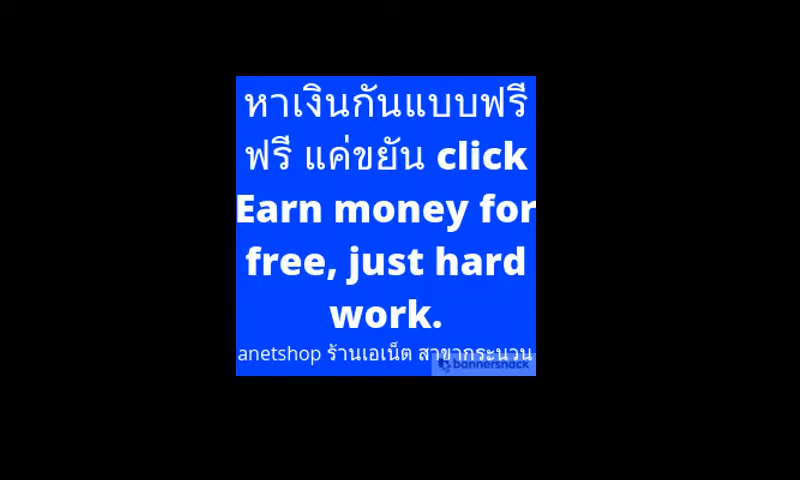 หาเงินกันแบบฟรี
ฟรี แค่ขยัน click
Earn money for
free, just hard
work.
anetshop ร้านเอเน็ต สาขากระนวน
bannersnack